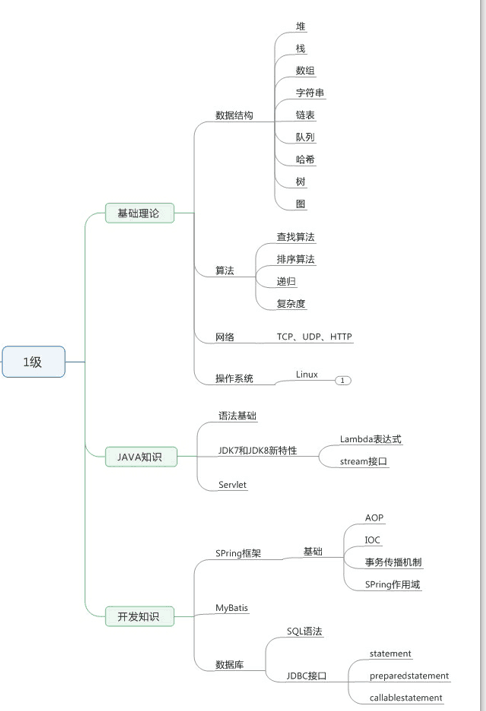 1级
基础理论
数据结构
堆
栈
数组
字符串
链表
队列
哈希
树
图
算法
查找算法
排序算法
递归
复杂度
网络
TCP、UDP、HTTP
操作系统
Linux
1
JAVA知识
语法基础
JDK7和JDK8新特性
Lambda表达式
stream接口
Servlet
开发知识
SPring框架
基础
AOP
IOC
事务传播机制
SPring作用域
MyBatis
数据库
SQL语法
JDBC接口
statement
preparedstatement
callablestatement